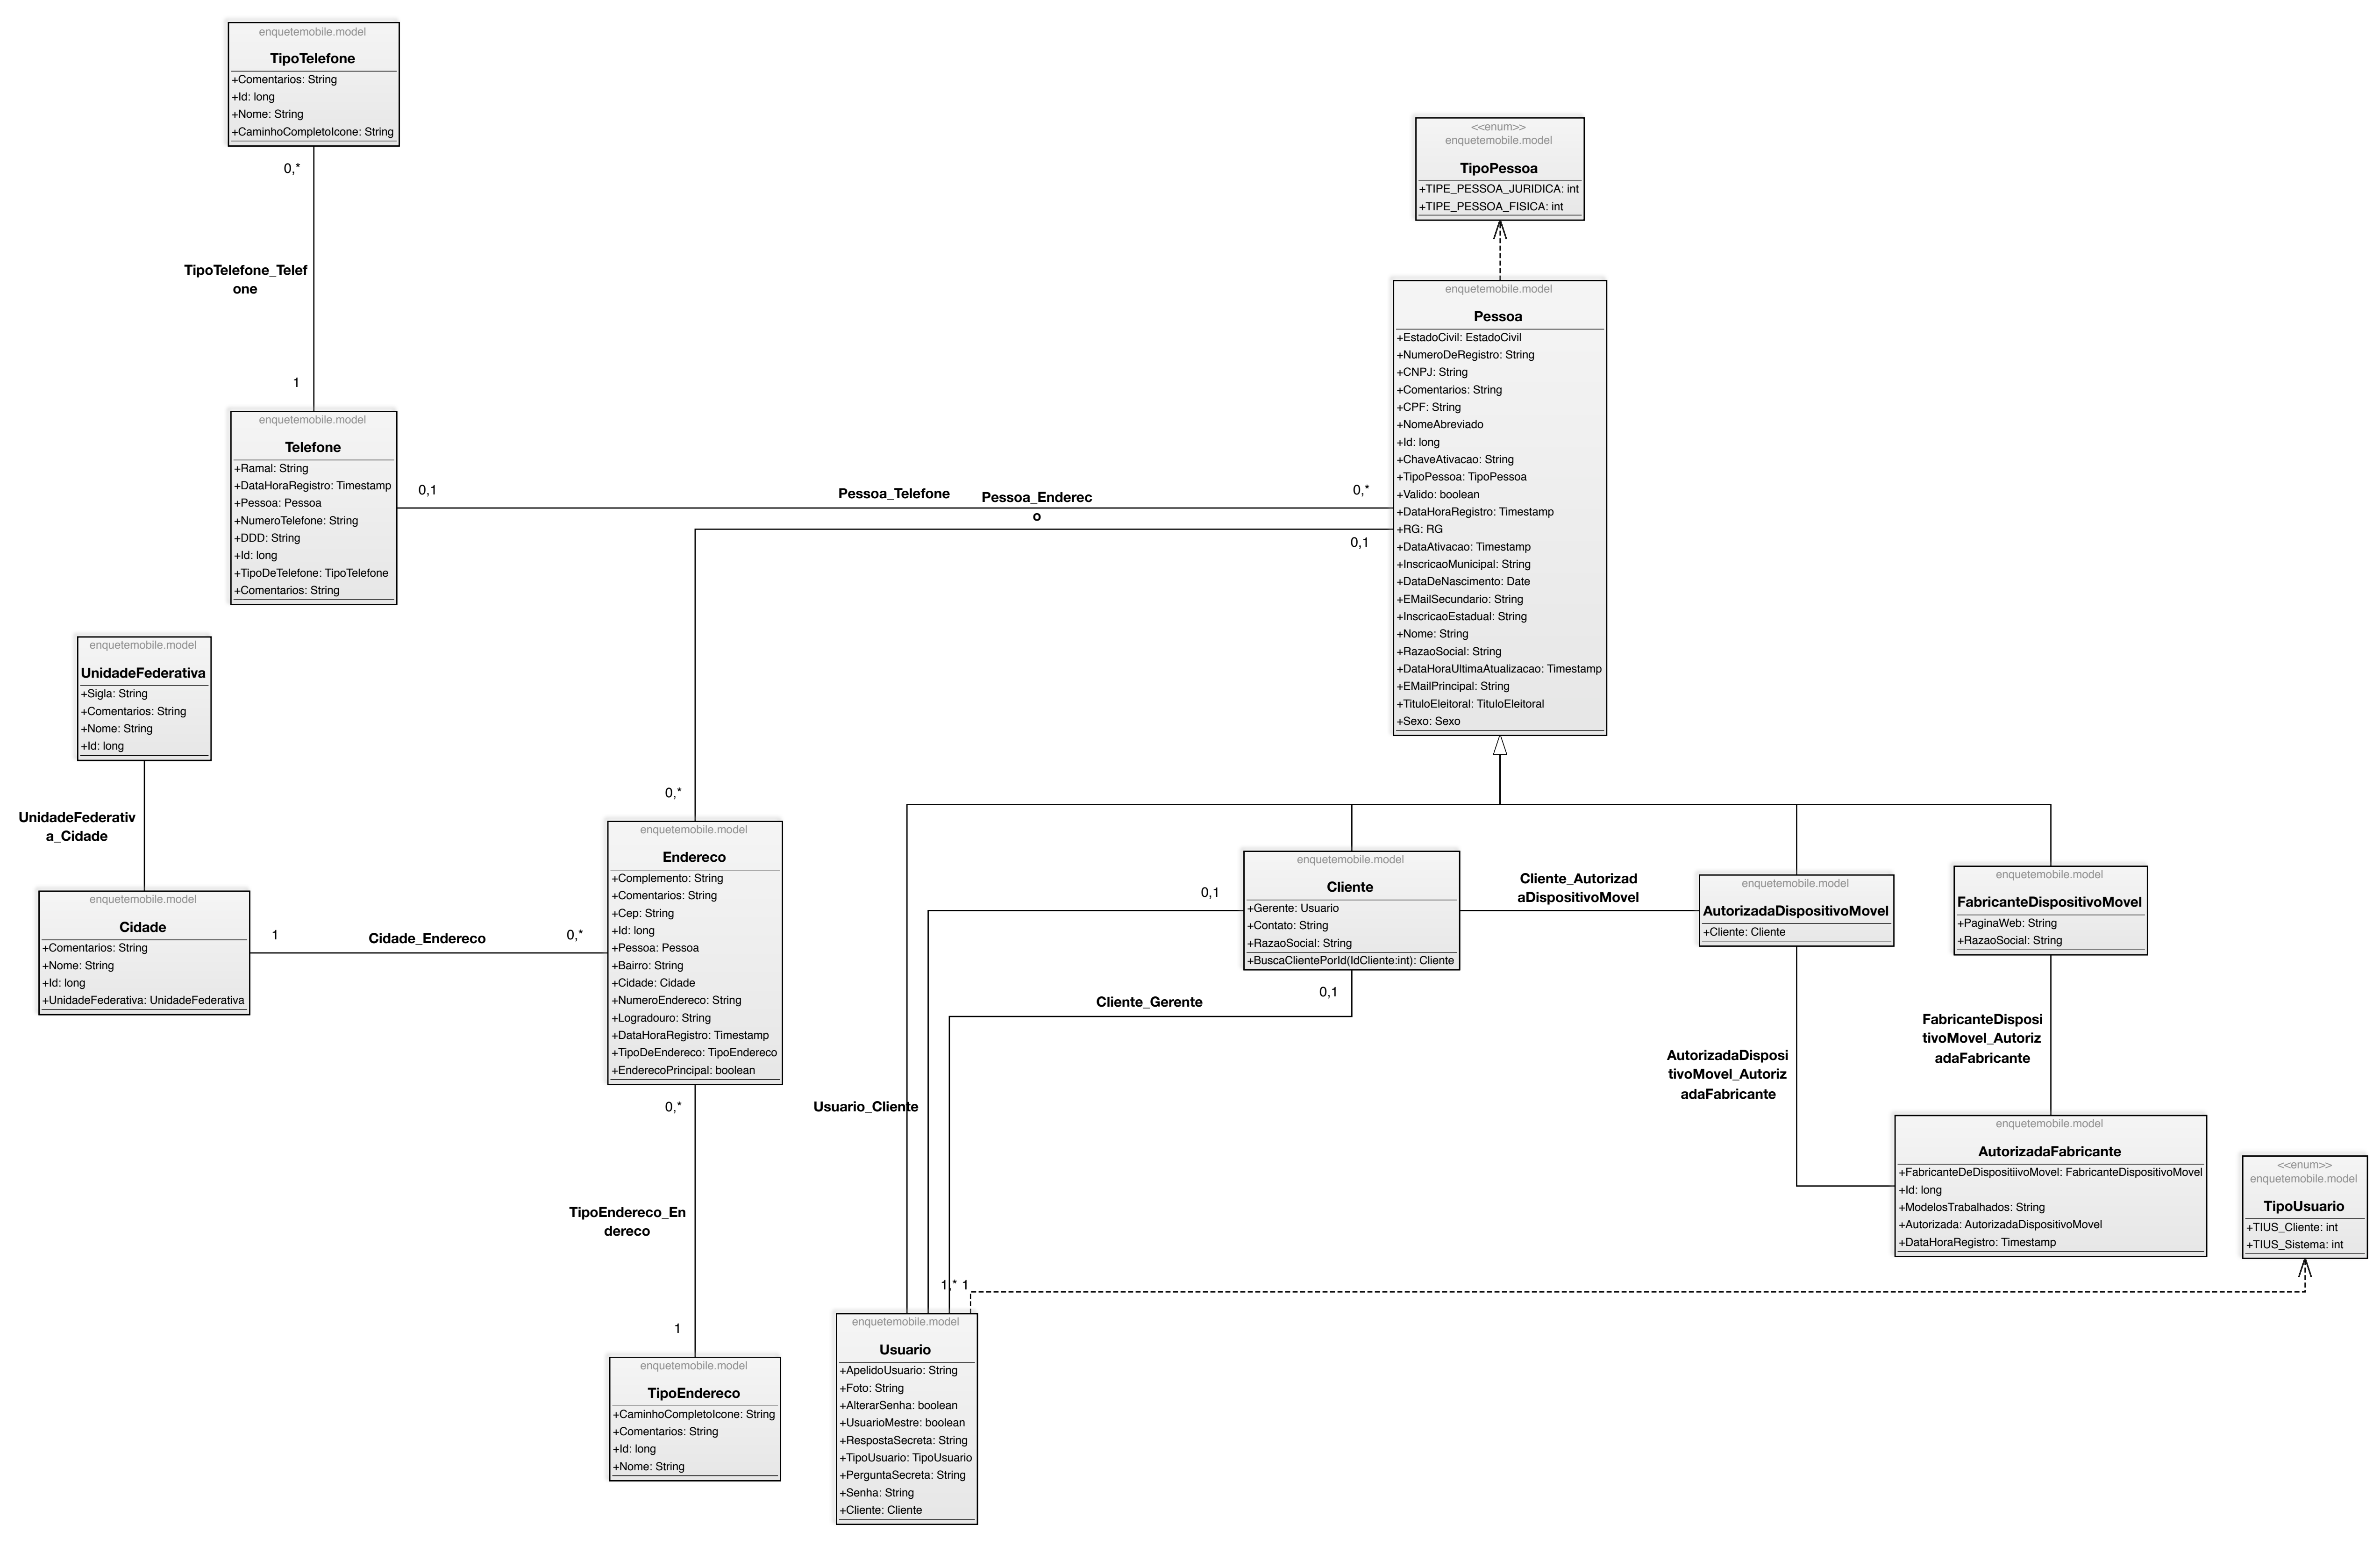 enquetemobile.model
TipoTelefone
+Comentarios: String
+Id: long
+Nome: String
+CaminhoCompletoIcone: String
0,*
TipoTelefone_Telef
one
1
enquetemobile.model
Telefone
+Ramal: String
+DataHoraRegistro: Timestamp
+Pessoa: Pessoa
+NumeroTelefone: String
+DDD: String
+Id: long
+TipoDeTelefone: TipoTelefone
+Comentarios: String
0,1
Pessoa_Telefone
0,*
Pessoa_Enderec
o
0,1
0,*
<<enum>>
enquetemobile.model
TipoPessoa
+TIPE_PESSOA_JURIDICA: int
+TIPE_PESSOA_FISICA: int
enquetemobile.model
Pessoa
+EstadoCivil: EstadoCivil
+NumeroDeRegistro: String
+CNPJ: String
+Comentarios: String
+CPF: String
+NomeAbreviado
+Id: long
+ChaveAtivacao: String
+TipoPessoa: TipoPessoa
+Valido: boolean
+DataHoraRegistro: Timestamp
+RG: RG
+DataAtivacao: Timestamp
+InscricaoMunicipal: String
+DataDeNascimento: Date
+EMailSecundario: String
+InscricaoEstadual: String
+Nome: String
+RazaoSocial: String
+DataHoraUltimaAtualizacao: Timestamp
+EMailPrincipal: String
+TituloEleitoral: TituloEleitoral
+Sexo: Sexo
enquetemobile.model
UnidadeFederativa
+Sigla: String
+Comentarios: String
+Nome: String
+Id: long
UnidadeFederativ
a_Cidade
enquetemobile.model
Cidade
+Comentarios: String
+Nome: String
+Id: long
+UnidadeFederativa: UnidadeFederativa
1
Cidade_Endereco
0,*
enquetemobile.model
Endereco
+Complemento: String
+Comentarios: String
+Cep: String
+Id: long
+Pessoa: Pessoa
+Bairro: String
+Cidade: Cidade
+NumeroEndereco: String
+Logradouro: String
+DataHoraRegistro: Timestamp
+TipoDeEndereco: TipoEndereco
+EnderecoPrincipal: boolean
0,*
TipoEndereco_En
dereco
1
enquetemobile.model
TipoEndereco
+CaminhoCompletoIcone: String
+Comentarios: String
+Id: long
+Nome: String
enquetemobile.model
Cliente
+Gerente: Usuario
+Contato: String
+RazaoSocial: String
+BuscaClientePorId(IdCliente:int): Cliente
0,1
0,1
Cliente_Gerente
Usuario_Cliente
1,* 1
Cliente_Autorizad
aDispositivoMovel
enquetemobile.model
AutorizadaDispositivoMovel
+Cliente: Cliente
enquetemobile.model
FabricanteDispositivoMovel
+PaginaWeb: String
+RazaoSocial: String
FabricanteDisposi
tivoMovel_Autoriz
adaFabricante
AutorizadaDisposi
tivoMovel_Autoriz
adaFabricante
enquetemobile.model
AutorizadaFabricante
+FabricanteDeDispositiivoMovel: FabricanteDispositivoMovel
+Id: long
+ModelosTrabalhados: String
+Autorizada: AutorizadaDispositivoMovel
+DataHoraRegistro: Timestamp
<<enum>>
enquetemobile.model
TipoUsuario
+TIUS_Cliente: int
+TIUS_Sistema: int
enquetemobile.model
Usuario
+ApelidoUsuario: String
+Foto: String
+AlterarSenha: boolean
+UsuarioMestre: boolean
+RespostaSecreta: String
+TipoUsuario: TipoUsuario
+PerguntaSecreta: String
+Senha: String
+Cliente: Cliente